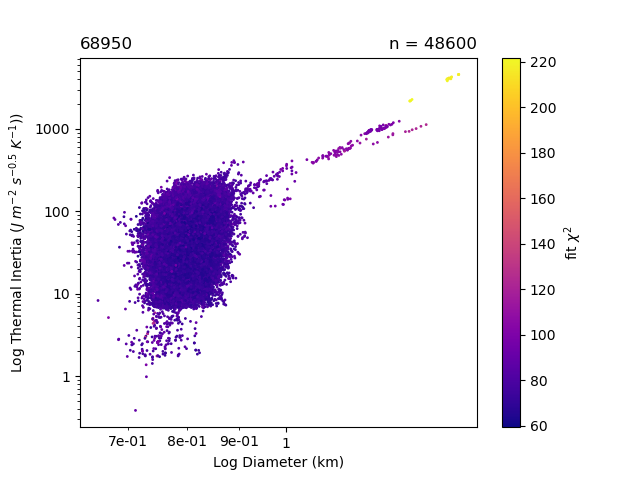 68950 n = 48600
Log Thermal Inertia (J m⁻² s⁻⁰·⁵ K⁻¹))
1000
100
10
1
7e-01 8e-01 9e-01 1
Log Diameter (km)
220
200
180
160
140
120
100
80
60
fit χ²